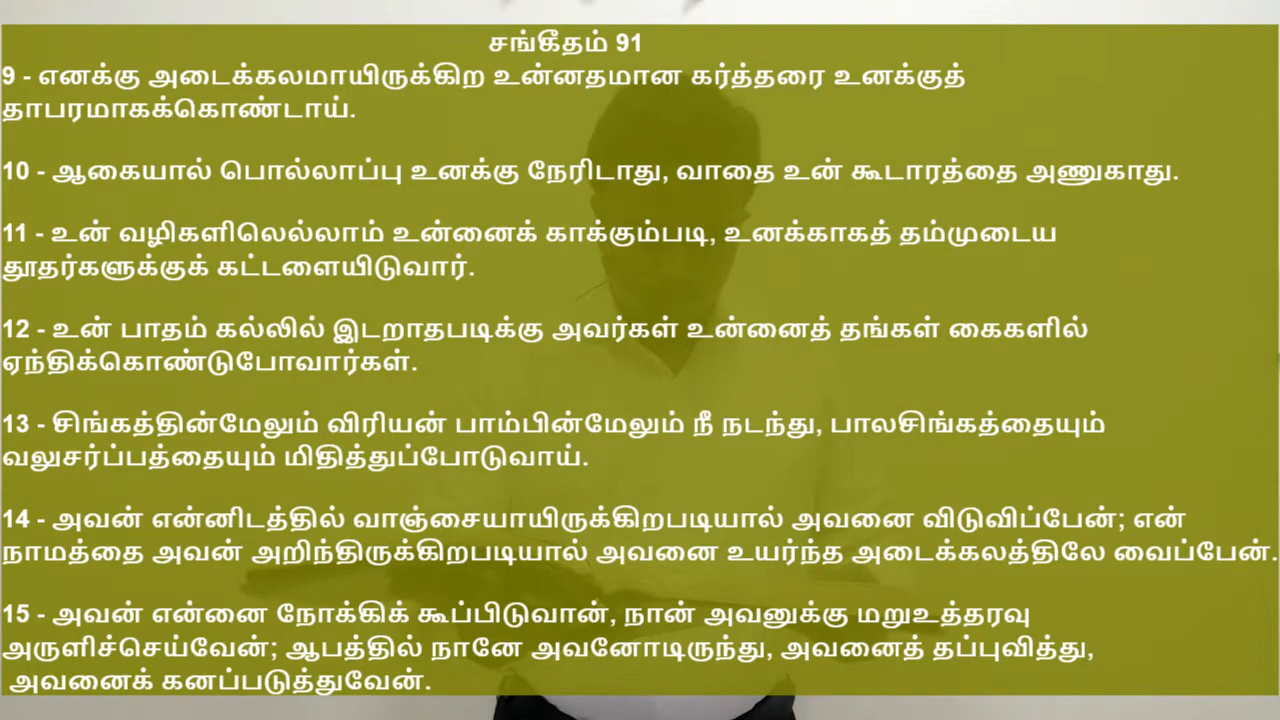 சங்கீதம் 91
9 - எனக்கு அடைக்கலமாயிருக்கிற உன்னதமான கர்த்தரை உனக்குத்
தாபரமாகக்கொண்டாய்.
10 - ஆகையால் பொல்லாப்பு உனக்கு நேரிடாது, வாதை உன் கூடாரத்தை அணுகாது.
11 - உன் வழிகளிலெல்லாம் உன்னைக் காக்கும்படி, உனக்காகத் தம்முடைய
தூதர்களுக்குக் கட்டளையிடுவார்.
12 - உன் பாதம் கல்லில் இடறாதபடிக்கு அவர்கள் உன்னைத் தங்கள் கைகளில்
ஏந்திக்கொண்டுபோவார்கள்.
13 - சிங்கத்தின்மேலும் விரியன் பாம்பின்மேலும் நீ நடந்து, பாலசிங்கத்தையும்
வலுசர்ப்பத்தையும் மிதித்துப்போடுவாய்.
14 - அவன் என்னிடத்தில் வாஞ்சையாயிருக்கிறபடியால் அவனை விடுவிப்பேன்; என்
நாமத்தை அவன் அறிந்திருக்கிறபடியால் அவனை உயர்ந்த அடைக்கலத்திலே வைப்பேன்.
15 - அவன் என்னை நோக்கிக் கூப்பிடுவான், நான் அவனுக்கு மறுஉத்தரவு
அருளிச்செய்வேன்; ஆபத்தில் நானே அவனோடிருந்து, அவனைத் தப்புவித்து,
அவனைக் கனப்படுத்துவேன்.